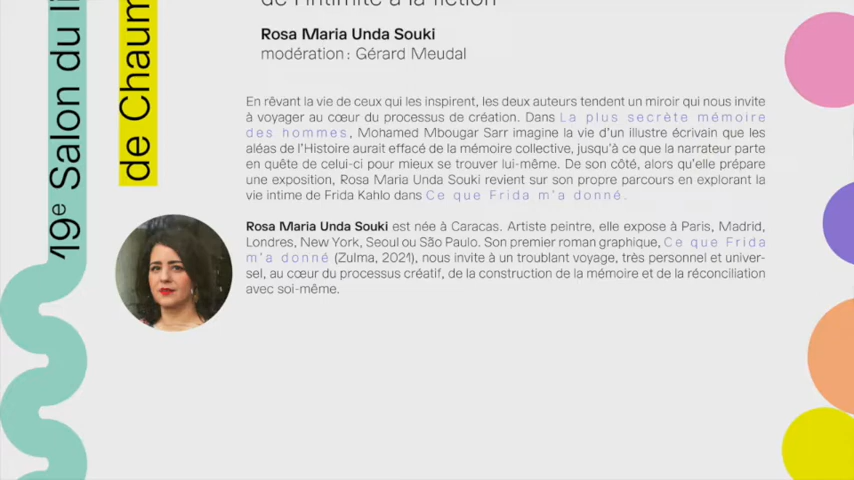 de l'intimité à la fiction
Rosa Maria Unda Souki
modération : Gérard Meudal
En rêvant la vie de ceux qui les inspirent, les deux auteurs tendent un miroir qui nous invite
à voyager au cœur du processus de création. Dans La plus secrète mémoire
des hommes, Mohamed Mbougar Sarr imagine la vie d'un illustre écrivain que les
aléas de l'Histoire aurait effacé de la mémoire collective, jusqu'à ce que la narrateur parte
en quête de celui-ci pour mieux se trouver lui-même. De son côté, alors qu'elle prépare
une exposition, Rosa Maria Unda Souki revient sur son propre parcours en explorant la
vie intime de Frida Kahlo dans Ce que Frida m'a donné.
Rosa Maria Unda Souki est née à Caracas. Artiste peintre, elle expose à Paris, Madrid,
Londres, New York, Seoul ou São Paulo. Son premier roman graphique, Ce que Frida
m'a donné (Zulma, 2021), nous invite à un troublant voyage, très personnel et univer-
sel, au cœur du processus créatif, de la construction de la mémoire et de la réconciliation
avec soi-même.
19e Salon du li
de Chaum